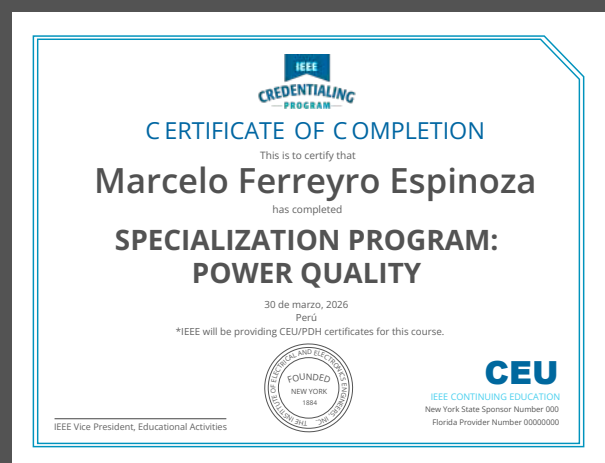 IEEE
CREDENTIALING
PROGRAM
CERTIFICATE OF COMPLETION
This is to certify that
Marcelo Ferreyro Espinoza
has completed
SPECIALIZATION PROGRAM:
POWER QUALITY
30 de marzo, 2026
Perú
*IEEE will be providing CEU/PDH certificates for this course.
THE INSTITUTE OF ELECTRICAL AND ELECTRONICS ENGINEERS, INC.
FOUNDED
NEW YORK
1884
CEU
IEEE CONTINUING EDUCATION
New York State Sponsor Number 000
Florida Provider Number 00000000
IEEE Vice President, Educational Activities